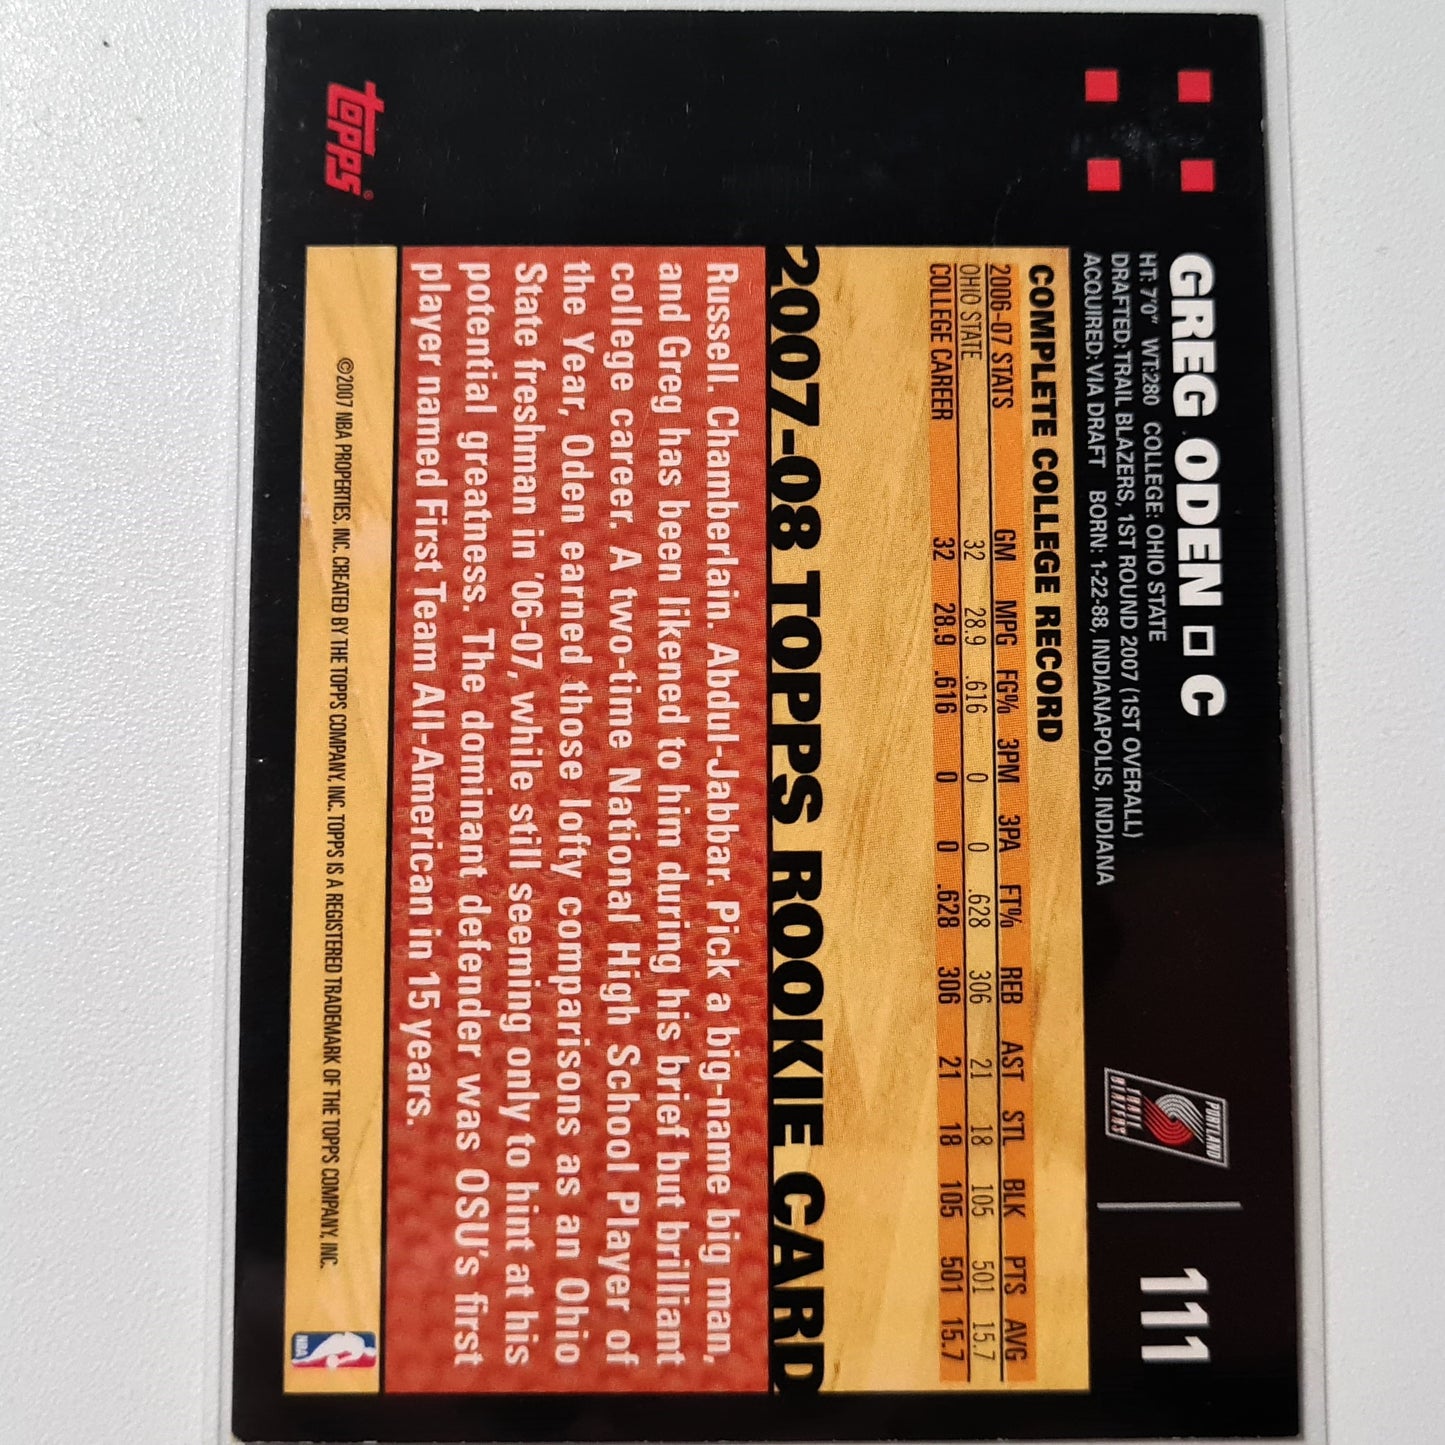 GREG ODEN □ C
HT: 7'0" WT:280 COLLEGE: OHIO STATE
DRAFTED: TRAIL BLAZERS, 1ST ROUND 2007 (1ST OVERALL)
ACQUIRED: VIA DRAFT BORN: 1-22-88, INDIANAPOLIS, INDIANA
PORTLAND
TRAIL
BLAZERS
111
COMPLETE COLLEGE RECORD
2006-07 STATS GM MPG FG% 3PM 3PA FT% REB AST STL BLK PTS AVG
OHIO STATE 32 28.9 .616 0 0 .628 306 21 18 105 501 15.7
COLLEGE CAREER 32 28.9 .616 0 0 .628 306 21 18 105 501 15.7
2007-08 TOPPS ROOKIE CARD
Russell. Chamberlain. Abdul-Jabbar. Pick a big-name big man,
and Greg has been likened to him during his brief but brilliant
college career. A two-time National High School Player of
the Year, Oden earned those lofty comparisons as an Ohio
State freshman in '06-07, while still seeming only to hint at his
potential greatness. The dominant defender was OSU's first
player named First Team All-American in 15 years.
©2007 NBA PROPERTIES, INC. CREATED BY THE TOPPS COMPANY, INC. TOPPS IS A REGISTERED TRADEMARK OF THE TOPPS COMPANY, INC.
NBA
topps®